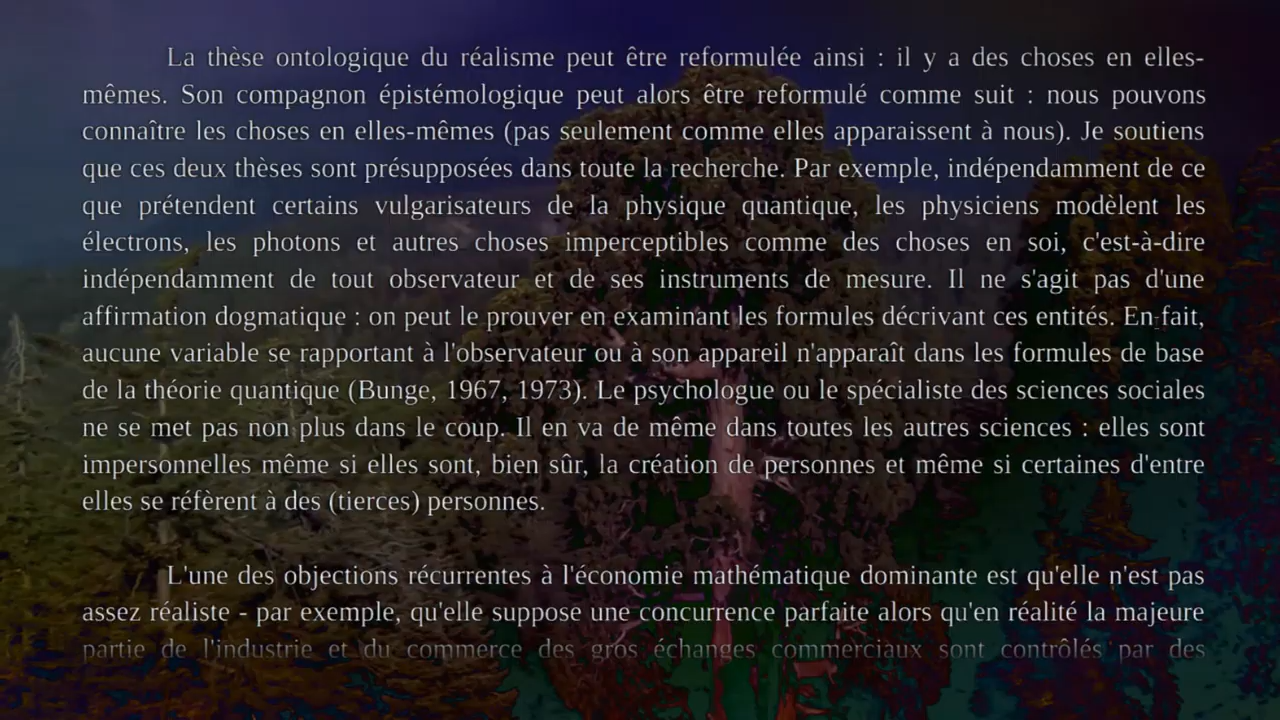 La thèse ontologique du réalisme peut être reformulée ainsi : il y a des choses en elles-
mêmes. Son compagnon épistémologique peut alors être reformulé comme suit : nous pouvons
connaître les choses en elles-mêmes (pas seulement comme elles apparaissent à nous). Je soutiens
que ces deux thèses sont présupposées dans toute la recherche. Par exemple, indépendamment de ce
que prétendent certains vulgarisateurs de la physique quantique, les physiciens modèlent les
électrons, les photons et autres choses imperceptibles comme des choses en soi, c'est-à-dire
indépendamment de tout observateur et de ses instruments de mesure. Il ne s'agit pas d'une
affirmation dogmatique : on peut le prouver en examinant les formules décrivant ces entités. En fait,
aucune variable se rapportant à l'observateur ou à son appareil n'apparaît dans les formules de base
de la théorie quantique (Bunge, 1967, 1973). Le psychologue ou le spécialiste des sciences sociales
ne se met pas non plus dans le coup. Il en va de même dans toutes les autres sciences : elles sont
impersonnelles même si elles sont, bien sûr, la création de personnes et même si certaines d'entre
elles se réfèrent à des (tierces) personnes.
L'une des objections récurrentes à l'économie mathématique dominante est qu'elle n'est pas
assez réaliste - par exemple, qu'elle suppose une concurrence parfaite alors qu'en réalité la majeure
partie de l'industrie et du commerce des gros échanges commerciaux sont contrôlés par des